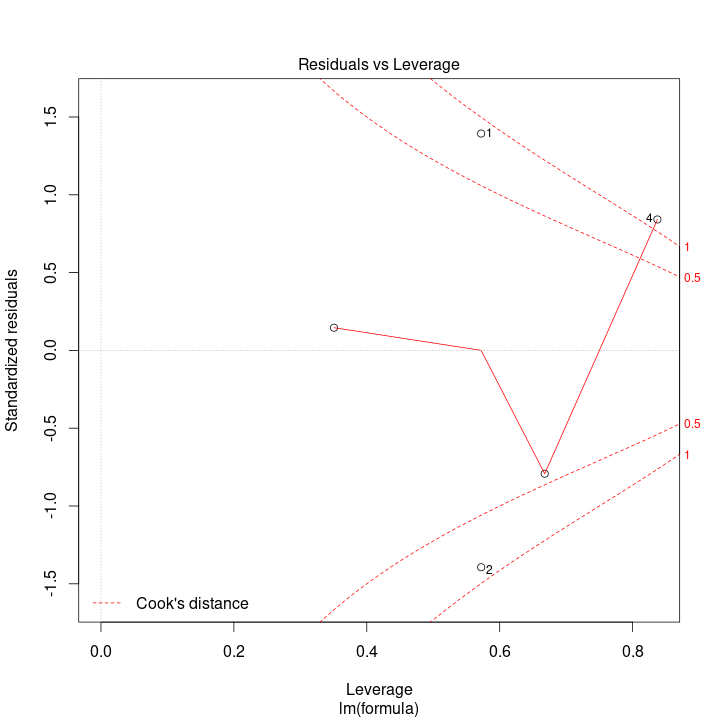 Residuals vs Leverage
Standardized residuals
1.5
1.0
0.5
0.0
-0.5
-1.0
-1.5
1
4
2
1
0.5
0.5
1
Cook's distance
0.0 0.2 0.4 0.6 0.8
Leverage
lm(formula)